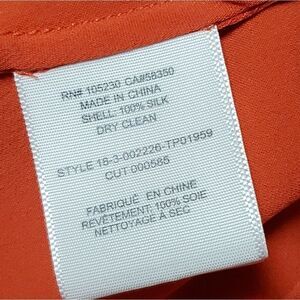 RN# 105230 CA#58350
MADE IN CHINA
SHELL: 100% SILK
DRY CLEAN
STYLE 18-3-002226-TP01959
CUT 000585
FABRIQUÉ EN CHINE
REVÊTEMENT: 100% SOIE
NETTOYAGE À SEC